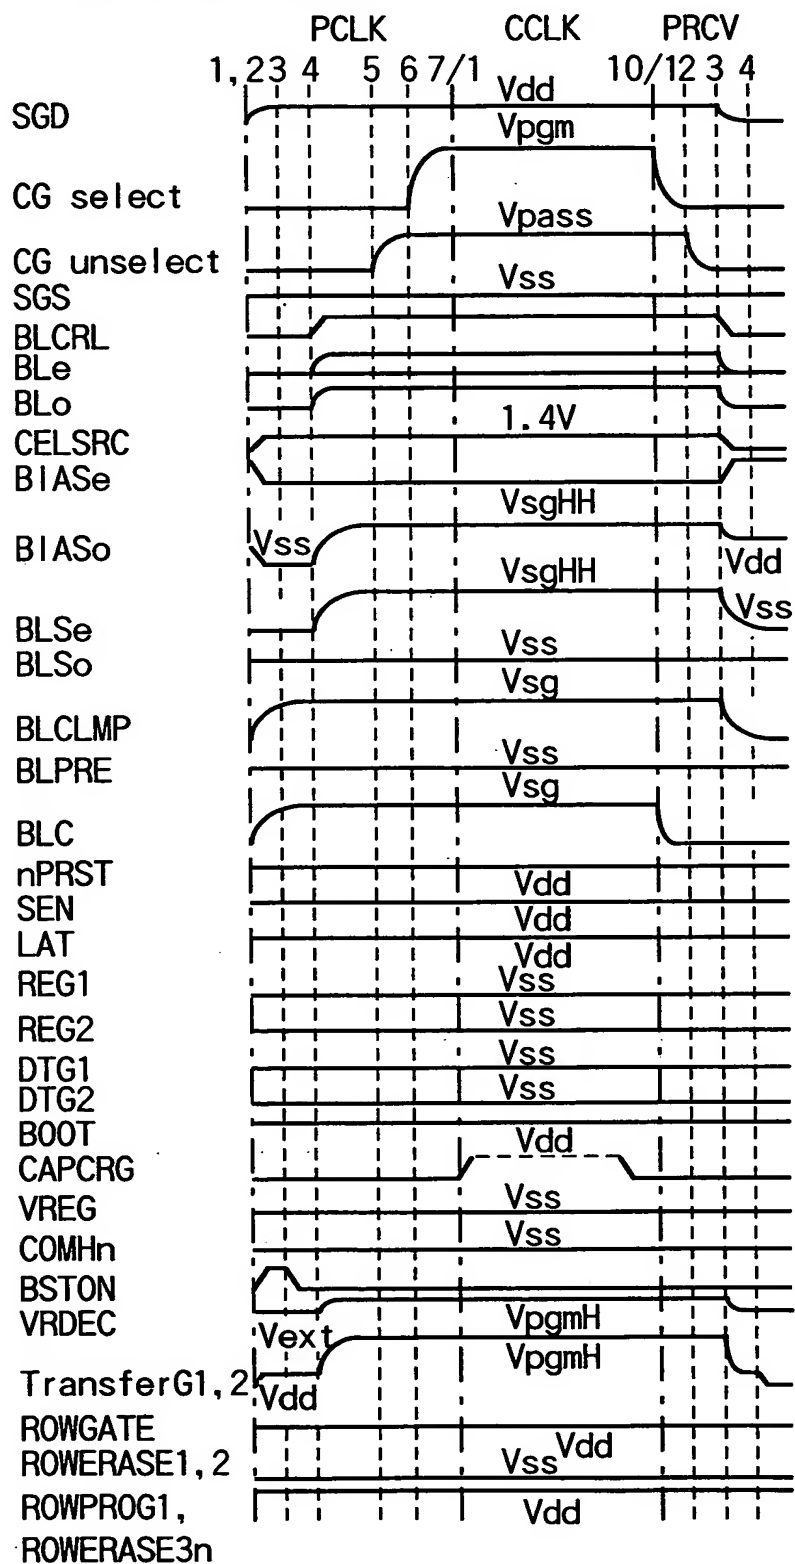 PCLK CCLK PRCV
1,23 4 5 6 7/1 10/12 3 4
SGD Vdd
Vpgm
CG select
Vpass
CG unselect
Vss
SGS
BLCRL
BLe
BLo
1.4V
CELSRC
BIASe
VsgHH
BIASo Vss Vdd
VsgHH
Vss
BLSe
BLSo Vss
Vsg
BLCLMP
Vss
BLPRE
Vsg
BLC
nPRST
Vdd
SEN
Vdd
LAT
Vdd
REG1 Vss
REG2 Vss
Vss
DTG1
DTG2 Vss
BOOT
Vdd
CAPCRG
VREG Vss
COMHn Vss
BSTON
VRDEC VpgmH
Vext
VpgmH
TransferG1,2 Vdd
ROWGATE
Vdd
ROWERASE1,2 Vss
ROWPROG1, Vdd
ROWERASE3n